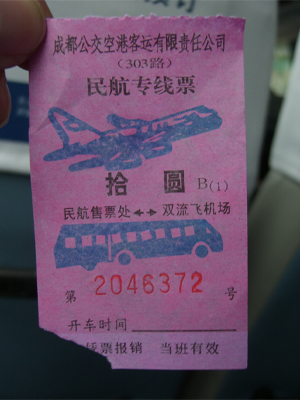 成都公交空港客运有限责任公司
(303路)
民航专线票
拾 圆 B(1)
民航售票处↔双流飞机场
第 2046372 号
开车时间
票报销 当班有效